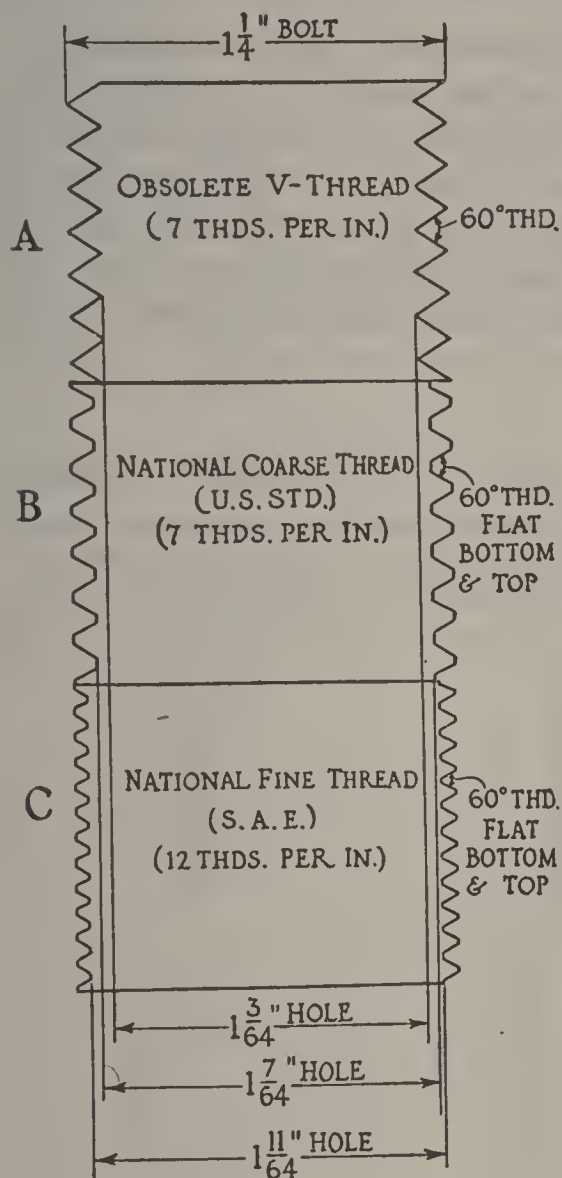 1 1/4" BOLT
OBSOLETE V-THREAD
(7 THDS. PER IN.)
A
60° THD.
NATIONAL COARSE THREAD
(U.S. STD.)
(7 THDS. PER IN.)
B
60° THD.
FLAT
BOTTOM
& TOP
NATIONAL FINE THREAD
(S.A.E.)
(12 THDS. PER IN.)
C
60° THD.
FLAT
BOTTOM
& TOP
1 3/64" HOLE
1 7/64" HOLE
1 11/64" HOLE